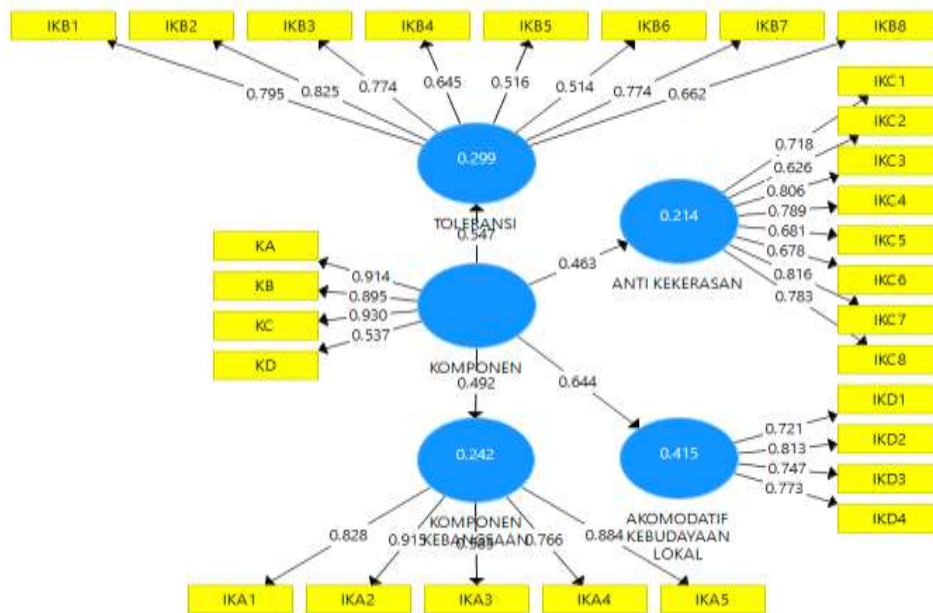 IKB1 IKB2 IKB3 IKB4 IKB5 IKB6 IKB7 IKB8
0.795 0.825 0.774 0.645 0.516 0.514 0.774 0.662
IKC1
IKC2
IKC3
IKC4
IKC5
IKC6
IKC7
IKC8
0.718
0.626
0.806
0.789
0.681
0.678
0.816
0.783
0.299
TOLERANSI
0.547
0.214
ANTI KEKERASAN
0.463
KA
KB
KC
KD
0.914
0.895
0.930
0.537
KOMPONEN
0.492
0.644
0.242
KOMPONEN
KEBANGSAAN
0.415
AKOMODATIF
KEBUDAYAAN
LOKAL
IKD1
IKD2
IKD3
IKD4
0.721
0.813
0.747
0.773
0.828 0.915 0.766 0.884
IKA1 IKA2 IKA3 IKA4 IKA5